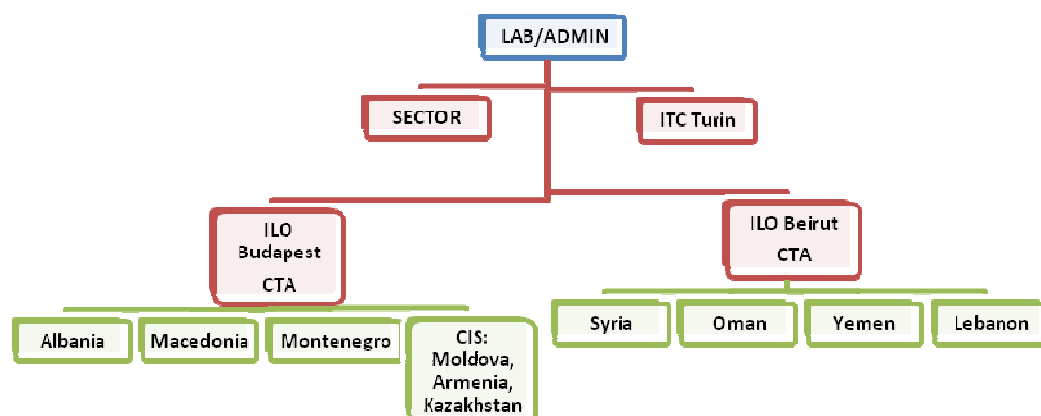 LAB/ADMIN
SECTOR
ITC Turin
ILO
Budapest
CTA
ILO Beirut
CTA
Albania
Macedonia
Montenegro
CIS:
Moldova,
Armenia,
Kazakhstan
Syria
Oman
Yemen
Lebanon